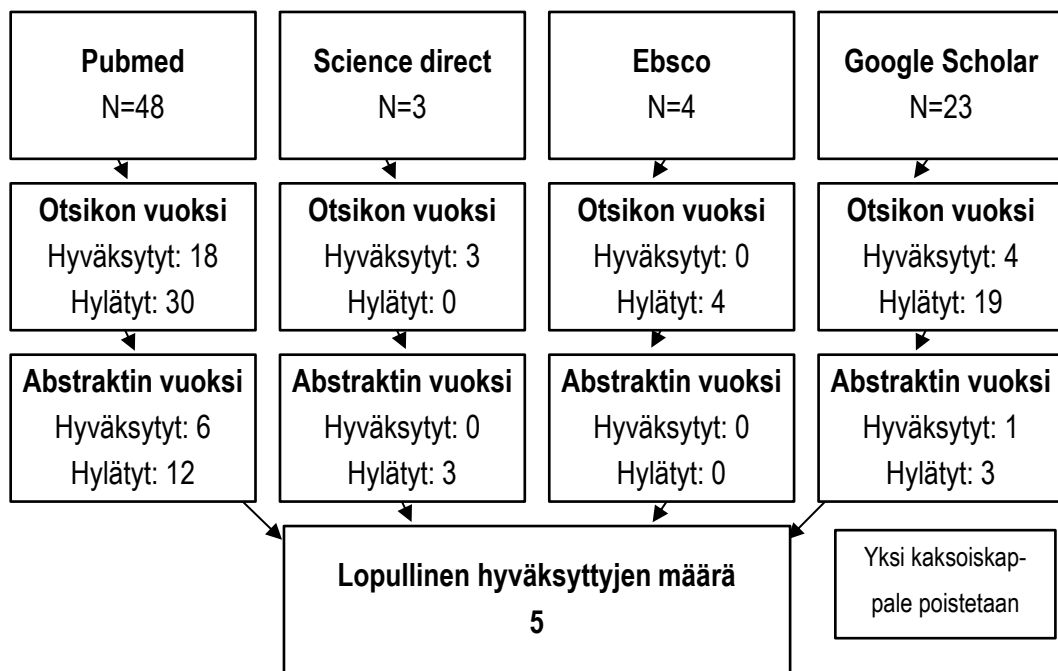 Pubmed
N=48
Science direct
N=3
Ebsco
N=4
Google Scholar
N=23
Otsikon vuoksi
Hyväksytyt: 18
Hylätyt: 30
Otsikon vuoksi
Hyväksytyt: 3
Hylätyt: 0
Otsikon vuoksi
Hyväksytyt: 0
Hylätyt: 4
Otsikon vuoksi
Hyväksytyt: 4
Hylätyt: 19
Abstraktin vuoksi
Hyväksytyt: 6
Hylätyt: 12
Abstraktin vuoksi
Hyväksytyt: 0
Hylätyt: 3
Abstraktin vuoksi
Hyväksytyt: 0
Hylätyt: 0
Abstraktin vuoksi
Hyväksytyt: 1
Hylätyt: 3
Lopullinen hyväksyttyjen määrä
5
Yksi kaksoiskap-
pale poistetaan